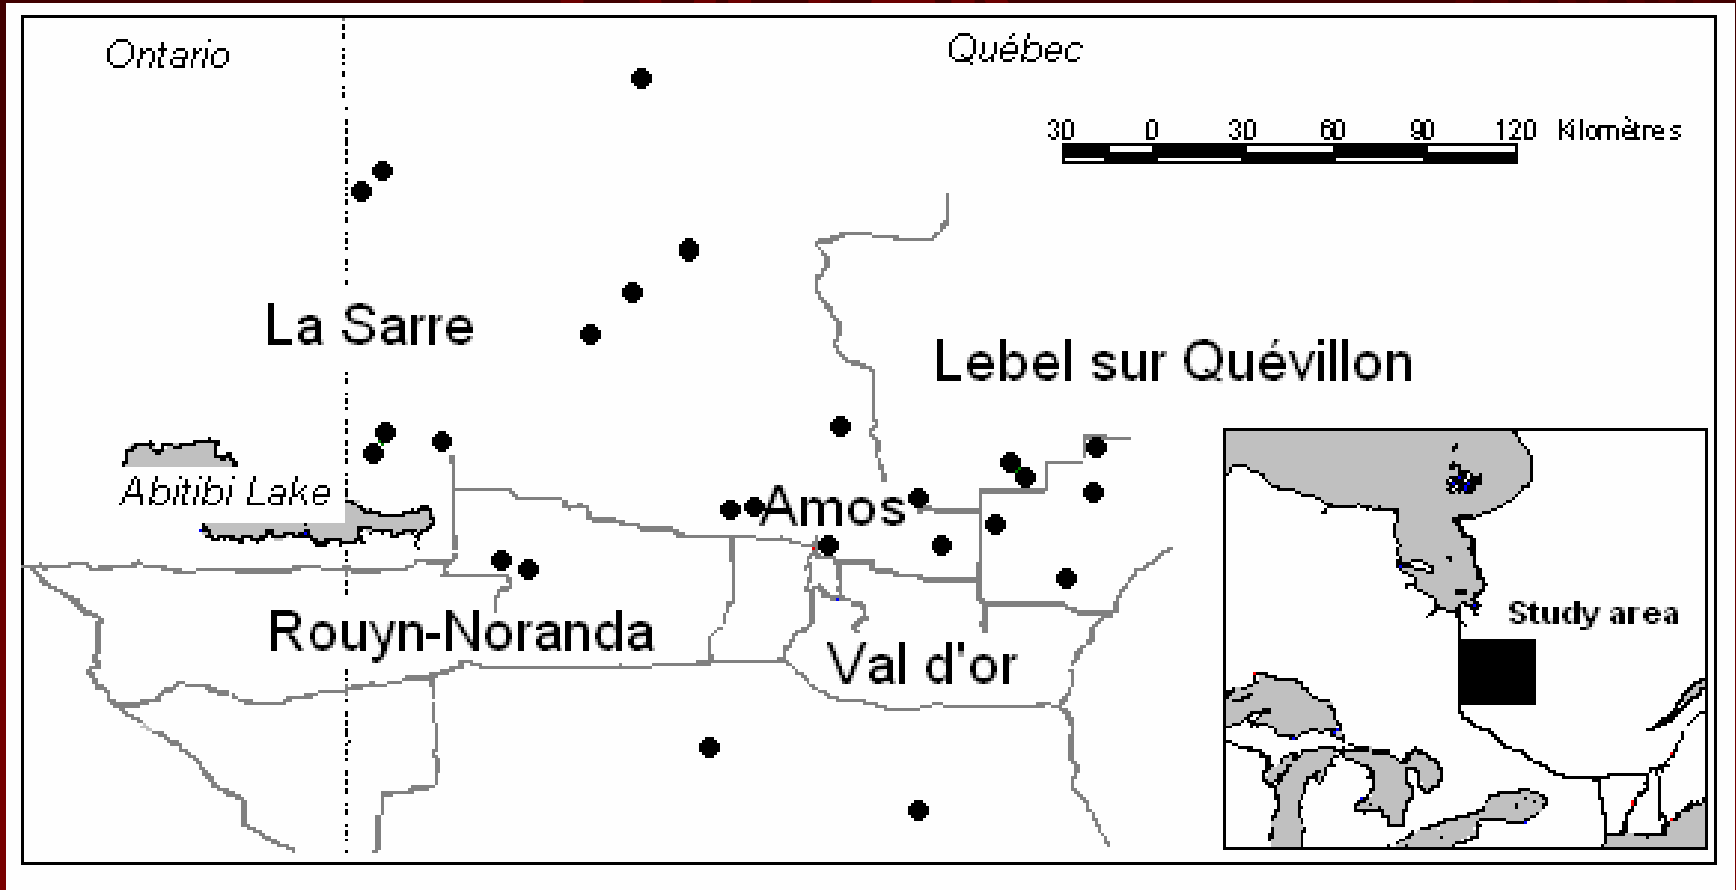 Ontario
Québec
30 0 30 60 90 120 Kilomètres
La Sarre
Lebel sur Quévillon
Abitibi Lake
Amos
Study area
Rouyn-Noranda
Val d'or